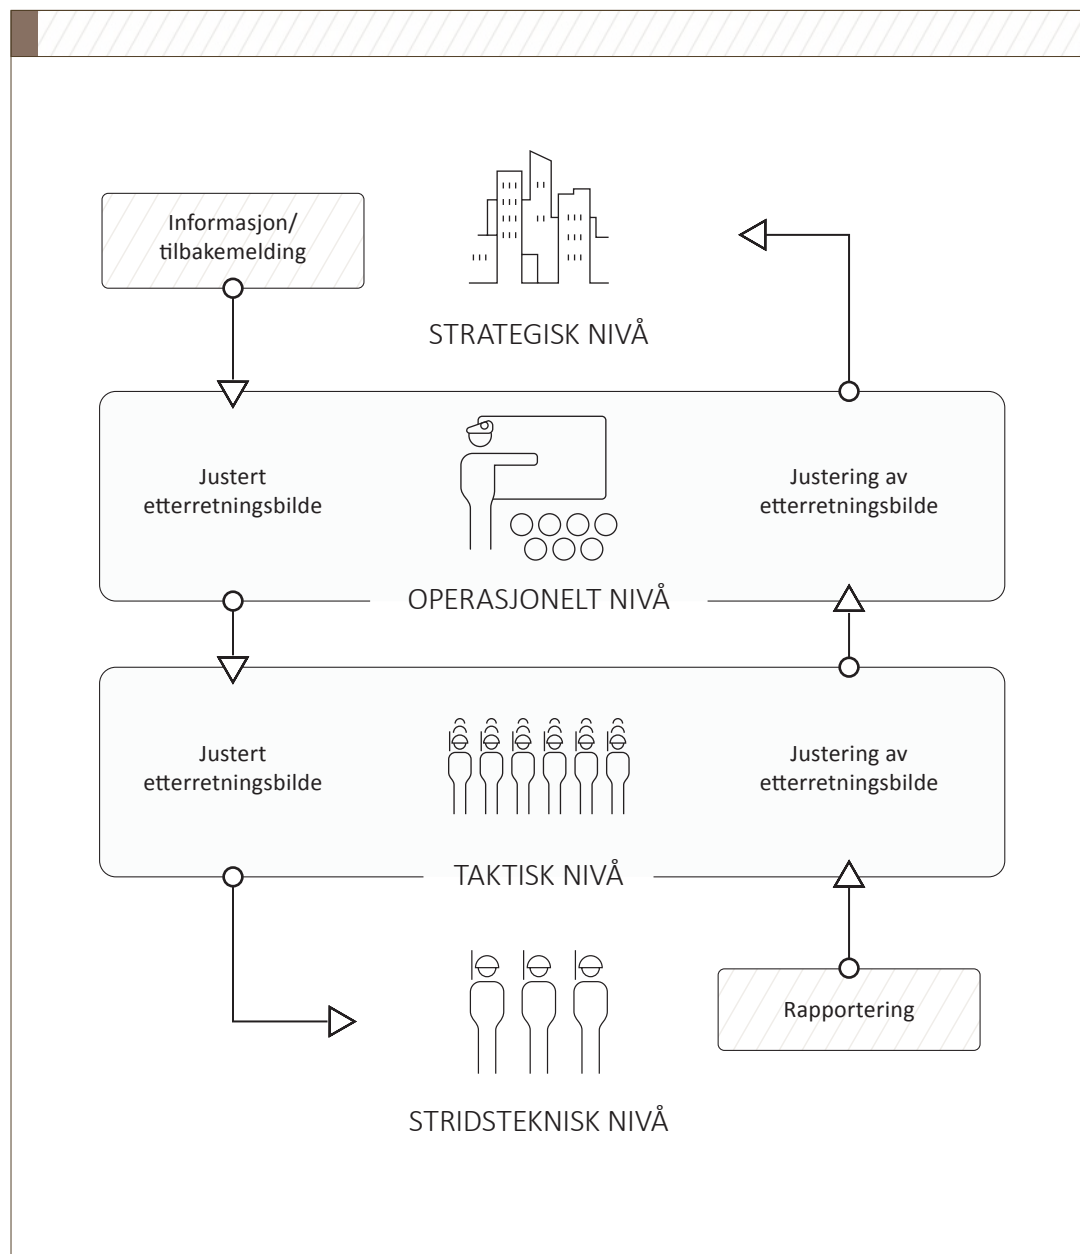 Informasjon/
tilbakemelding
STRATEGISK NIVÅ
Justert
etterretningsbilde
Justering av
etterretningsbilde
OPERASJONELT NIVÅ
Justert
etterretningsbilde
Justering av
etterretningsbilde
TAKTISK NIVÅ
Rapportering
STRIDSTEKNISK NIVÅ